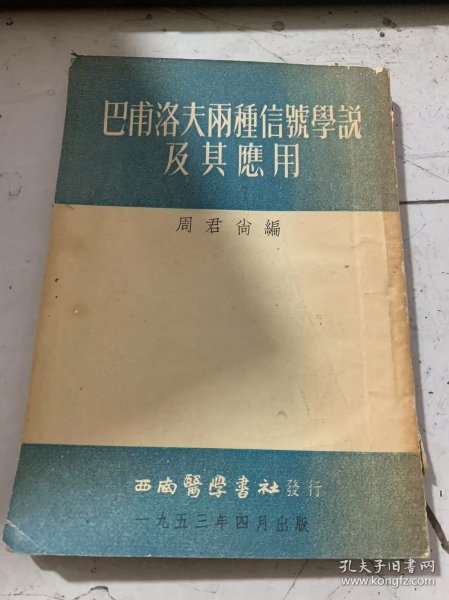 巴甫洛夫兩種信號學説
及其應用
周君尙編
西南醫学書社發行
一九五三年四月出版
孔夫子旧书网
www.kongfz.com